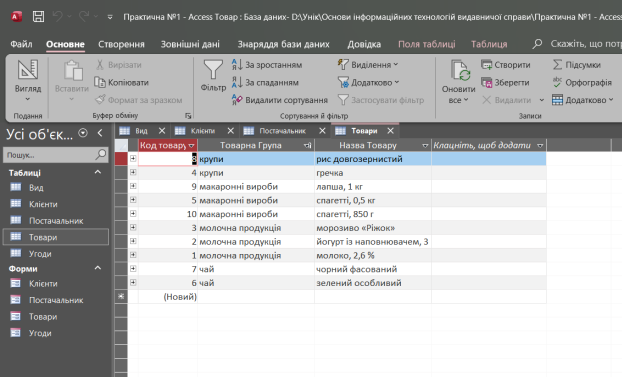 Практична №1 - Access Товар : База даних- D:\Унік\Основи інформаційних технологій видавничої справи\Практична №1 - Access
Файл Основне Створення Зовнішні дані Знаряддя бази даних Довідка Поля таблиці Таблиця Скажіть, що пот
Вигляд
Подання
Вставити
Вирізати
Копіювати
Формат за зразком
Буфер обміну
Фільтр
За зростанням
За спаданням
Видалити сортування
Виділення
Додатково
Застосувати фільтр
Сортування й фільтр
Оновити все
Створити
Зберегти
Видалити
Підсумки
Орфографія
Додатково
Записи
Усі об'єк...
Пошук...
Таблиці
Вид
Клієнти
Постачальник
Товари
Угоди
Форми
Клієнти
Постачальник
Товари
Угоди
Вид Клієнти Постачальник Товари
Код товару Товарна Група Назва Товару Клацніть, щоб додати
8 крупи рис довгозернистий
4 крупи гречка
9 макаронні вироби лапша, 1 кг
5 макаронні вироби спагетті, 0,5 кг
10 макаронні вироби спагетті, 850 г
3 молочна продукція морозиво «Ріжок»
2 молочна продукція йогурт із наповнювачем, 3
1 молочна продукція молоко, 2,6 %
7 чай чорний фасований
6 чай зелений особливий
(Новий)